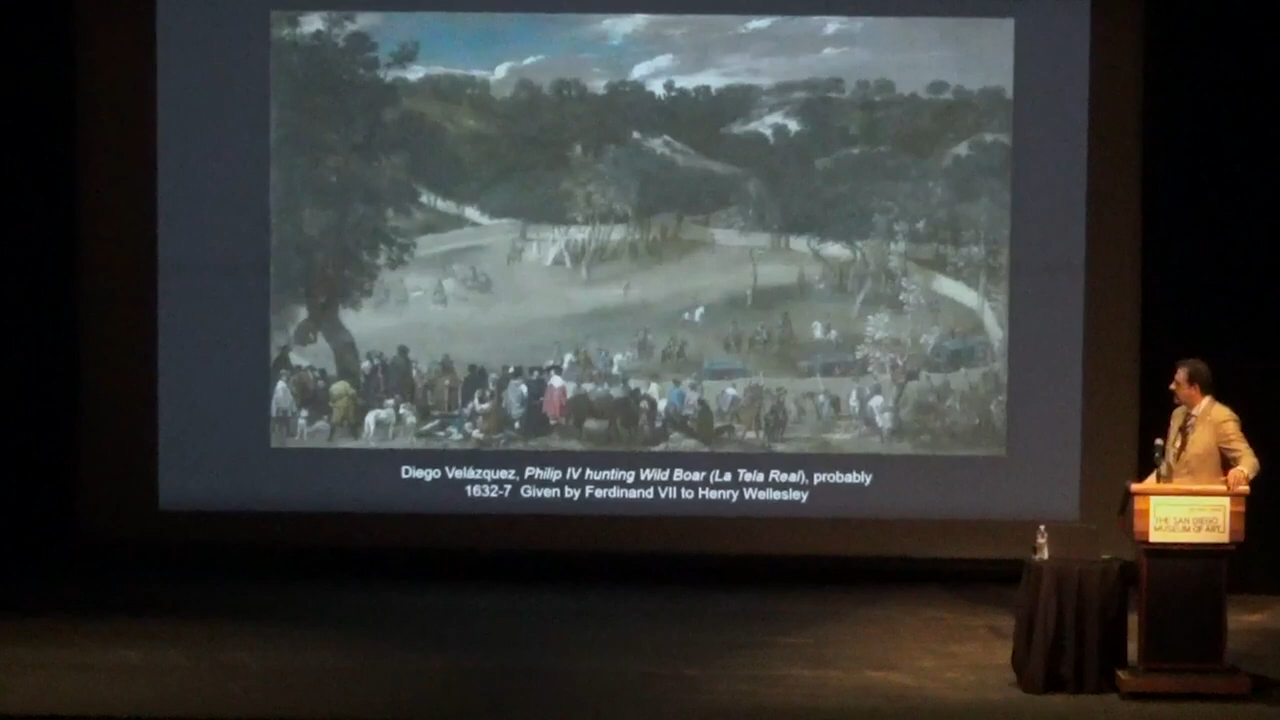 Diego Velázquez, Philip IV hunting Wild Boar (La Tela Real), probably
1632-7 Given by Ferdinand VII to Henry Wellesley
THE SAN DIEGO
MUSEUM OF ART